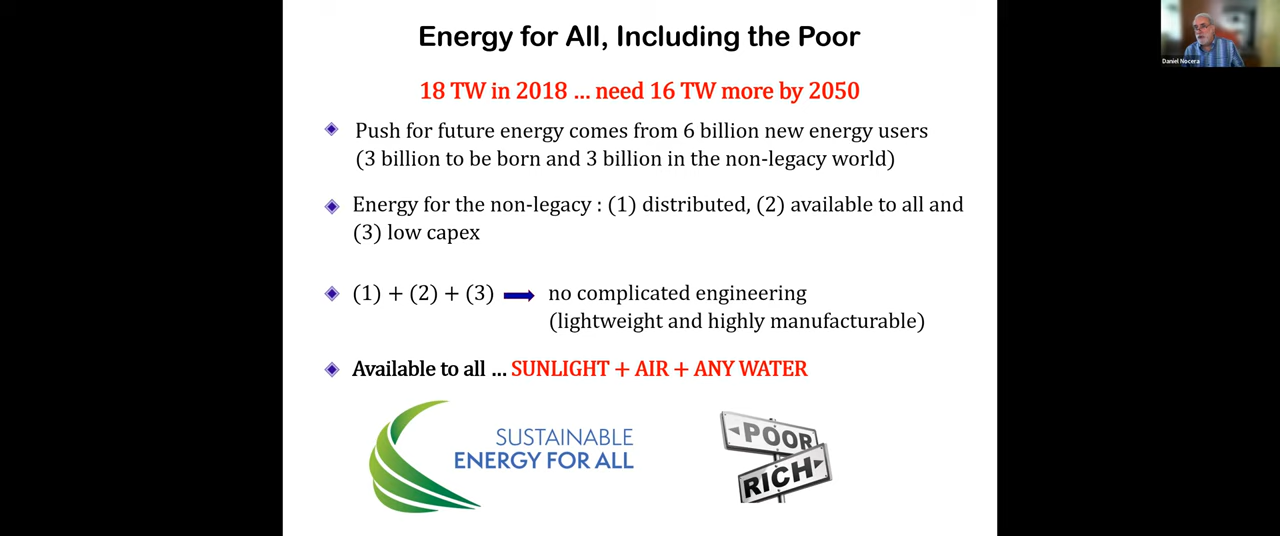 Energy for All, Including the Poor
Daniel Nocera
18 TW in 2018 ... need 16 TW more by 2050
Push for future energy comes from 6 billion new energy users
(3 billion to be born and 3 billion in the non-legacy world)
Energy for the non-legacy : (1) distributed, (2) available to all and
(3) low capex
(1) + (2) + (3) no complicated engineering
(lightweight and highly manufacturable)
Available to all ... SUNLIGHT + AIR + ANY WATER
SUSTAINABLE
ENERGY FOR ALL
POOR
RICH